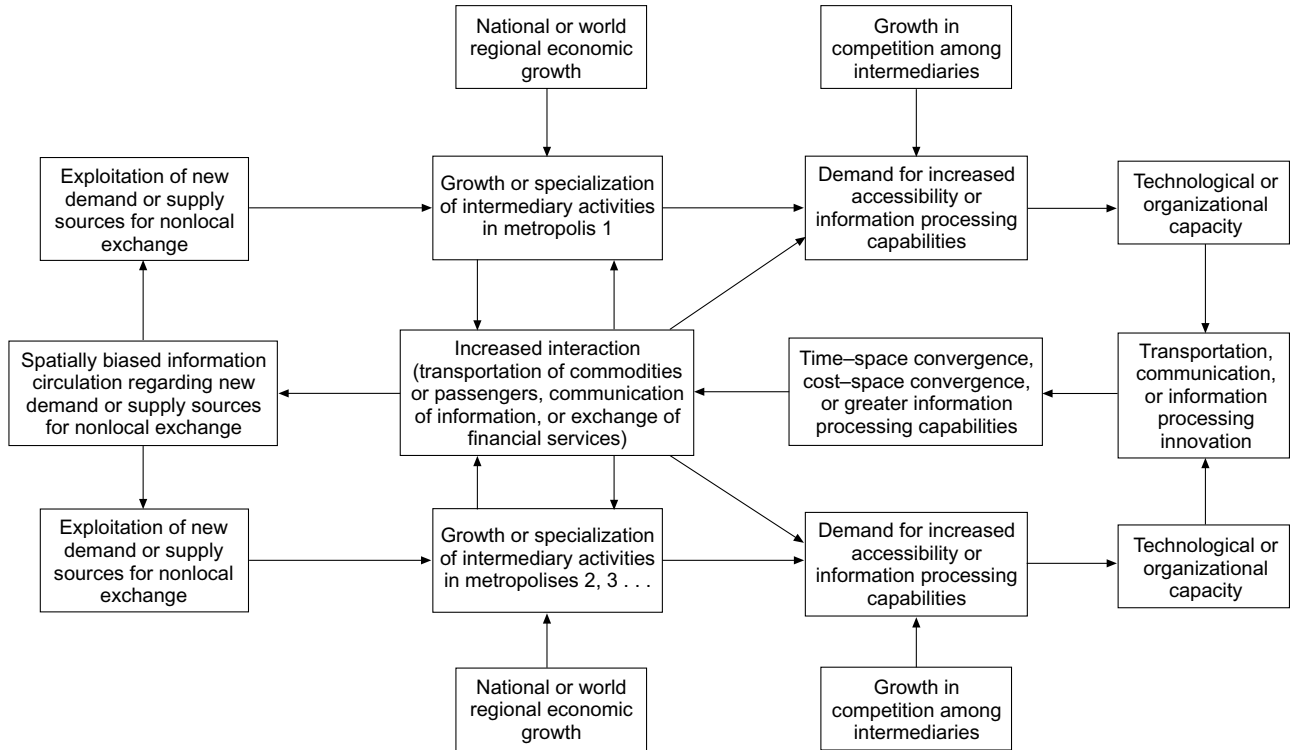 National or world
regional economic
growth
Growth in
competition among
intermediaries
Exploitation of new
demand or supply
sources for nonlocal
exchange
Growth or specialization
of intermediary activities
in metropolis 1
Demand for increased
accessibility or
information processing
capabilities
Technological or
organizational
capacity
Spatially biased information
circulation regarding new
demand or supply sources
for nonlocal exchange
Increased interaction
(transportation of commodities
or passengers, communication
of information, or exchange of
financial services)
Time–space convergence,
cost–space convergence,
or greater information
processing capabilities
Transportation,
communication,
or information
processing
innovation
Exploitation of new
demand or supply
sources for nonlocal
exchange
Growth or specialization
of intermediary activities
in metropolises 2, 3 . . .
Demand for increased
accessibility or
information processing
capabilities
Technological or
organizational
capacity
National or world
regional economic
growth
Growth in
competition among
intermediaries